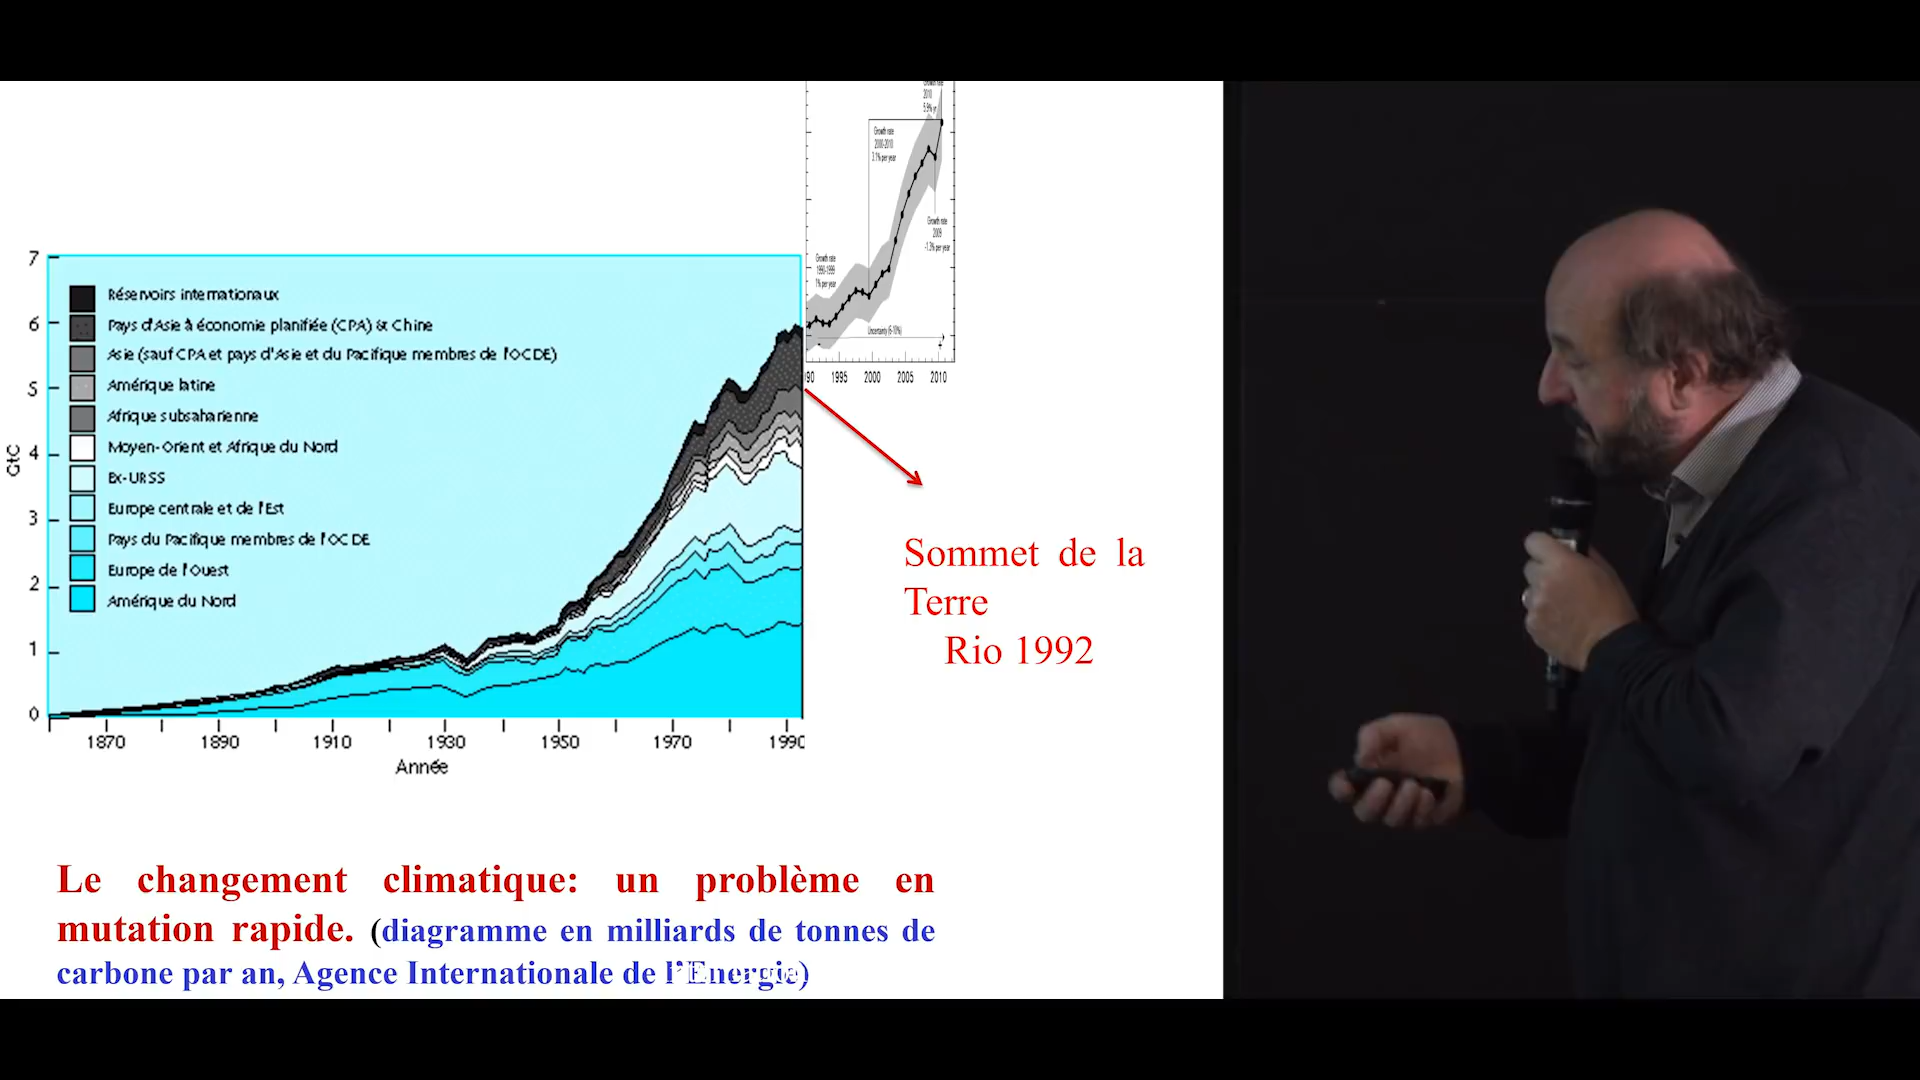 Growth rate
2010
5.9% yr
Growth rate
2000-2010
3.1% per year
Growth rate
2009
-1.3% per year
Growth rate
1990-1999
1% per year
Uncertainty (6-10%)
90 1995 2000 2005 2010
7
6
5
4
3
2
1
0
GtC
Réservoirs internationaux
Pays d'Asie à économie planifiée (CPA) & Chine
Asie (sauf CPA et pays d'Asie et du Pacifique membres de l'OCDE)
Amérique latine
Afrique subsaharienne
Moyen-Orient et Afrique du Nord
Ex-URSS
Europe centrale et de l'Est
Pays du Pacifique membres de l'OCDE
Europe de l'Ouest
Amérique du Nord
1870 1890 1910 1930 1950 1970 1990
Année
Sommet de la
Terre
Rio 1992
Le changement climatique: un problème en
mutation rapide. (diagramme en milliards de tonnes de
carbone par an, Agence Internationale de l'Energie)